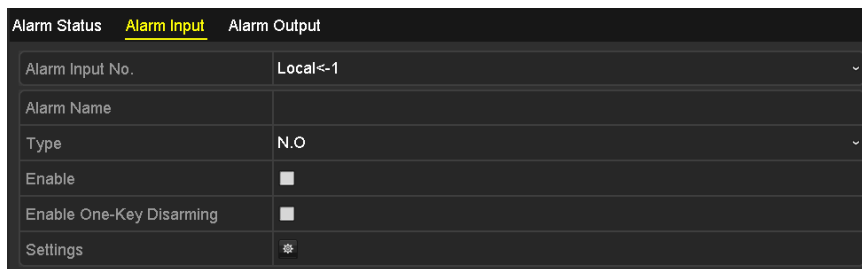 Alarm Status Alarm Input Alarm Output
Alarm Input No. Local<-1
Alarm Name
Type N.O
Enable
Enable One-Key Disarming
Settings